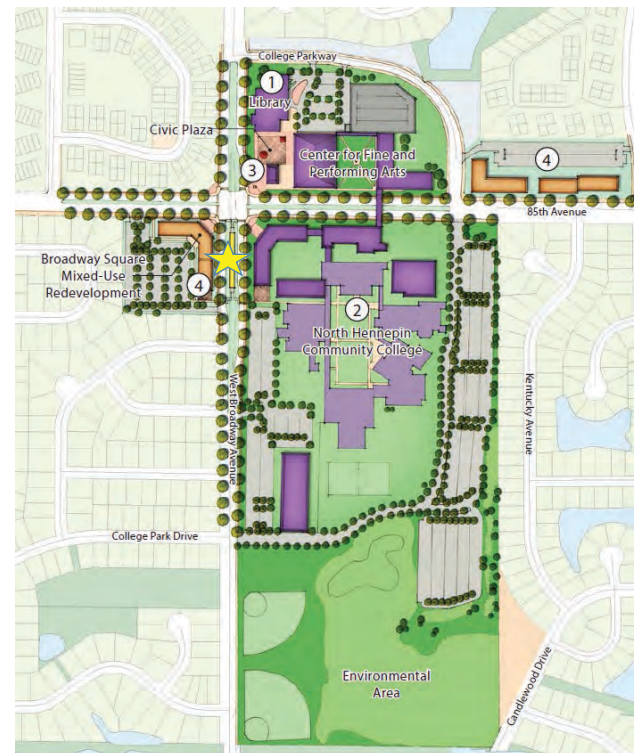 College Parkway
1
Library
Civic Plaza
Center for Fine and
Performing Arts
4
3
85th Avenue
Broadway Square
Mixed-Use
Redevelopment
4
2
North Hennepin
Community College
West Broadway Avenue
Kentucky Avenue
College Park Drive
Environmental
Area
Candlewood Drive